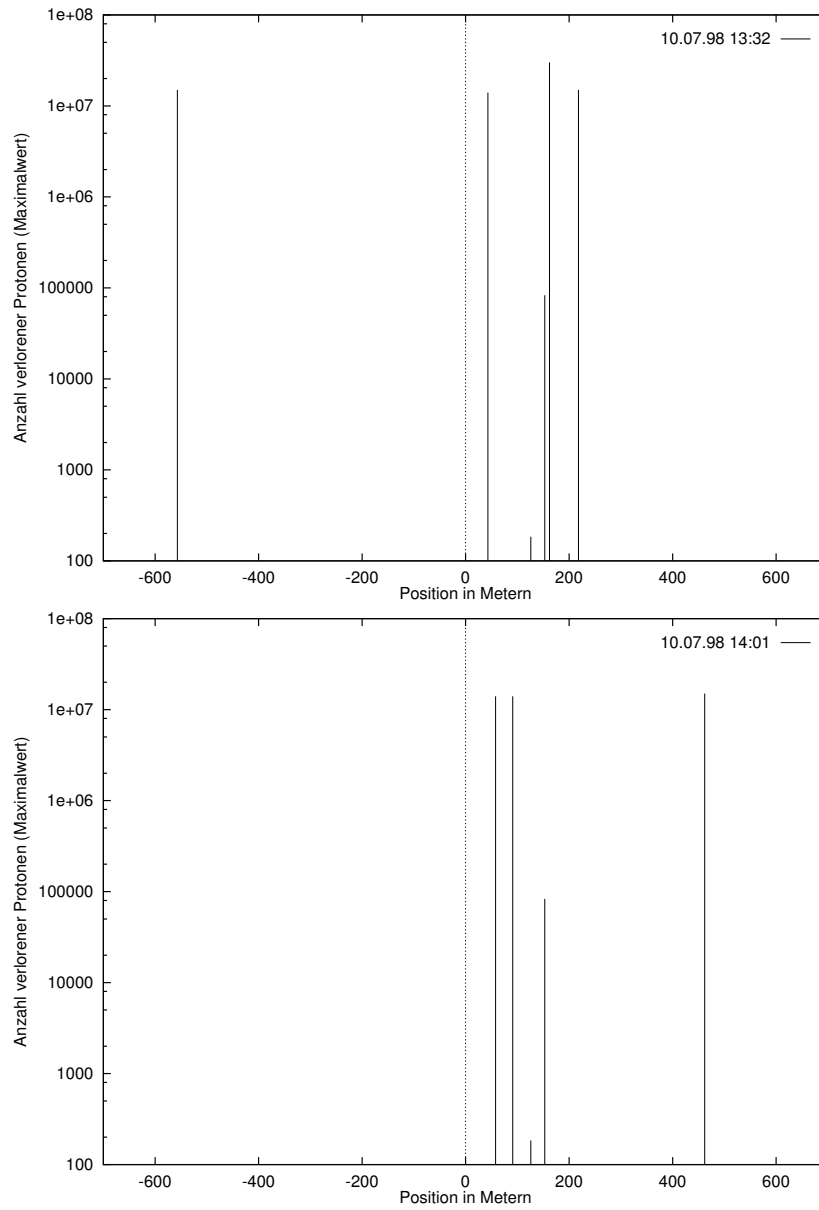 1e+08
1e+07
1e+06
100000
10000
1000
100
Anzahl verlorener Protonen (Maximalwert)
10.07.98 13:32
-600 -400 -200 0 200 400 600
Position in Metern
1e+08
1e+07
1e+06
100000
10000
1000
100
Anzahl verlorener Protonen (Maximalwert)
10.07.98 14:01
-600 -400 -200 0 200 400 600
Position in Metern